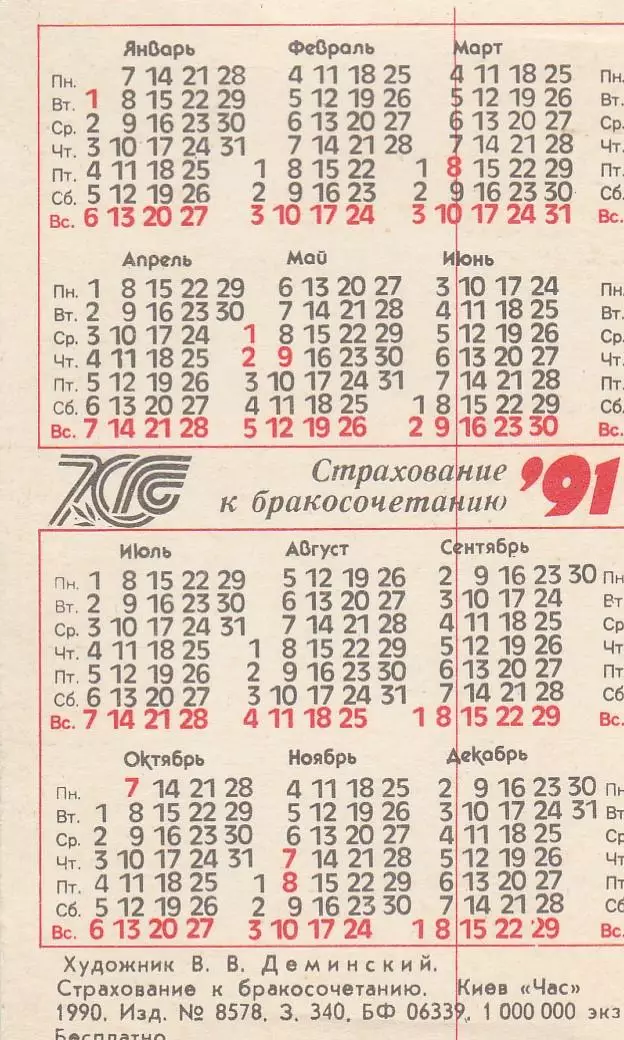 Январь Февраль Март
Пн. 7 14 21 28 4 11 18 25 4 11 18 25 Пн.
Вт. 1 8 15 22 29 5 12 19 26 5 12 19 26 Вт.
Ср. 2 9 16 23 30 6 13 20 27 6 13 20 27 Ср.
Чт. 3 10 17 24 31 7 14 21 28 7 14 21 28 Чт.
Пт. 4 11 18 25 1 8 15 22 1 8 15 22 29 Пт.
Сб. 5 12 19 26 2 9 16 23 2 9 16 23 30 Сб.
Вс. 6 13 20 27 3 10 17 24 3 10 17 24 31 Вс.
Апрель Май Июнь
Пн. 1 8 15 22 29 6 13 20 27 3 10 17 24 Пн.
Вт. 2 9 16 23 30 7 14 21 28 4 11 18 25 Вт.
Ср. 3 10 17 24 1 8 15 22 29 5 12 19 26 Ср.
Чт. 4 11 18 25 2 9 16 23 30 6 13 20 27 Чт.
Пт. 5 12 19 26 3 10 17 24 31 7 14 21 28 Пт.
Сб. 6 13 20 27 4 11 18 25 1 8 15 22 29 Сб.
Вс. 7 14 21 28 5 12 19 26 2 9 16 23 30 Вс.
Страхование
к бракосочетанию '91
Июль Август Сентябрь
Пн. 1 8 15 22 29 5 12 19 26 2 9 16 23 30 Пн.
Вт. 2 9 16 23 30 6 13 20 27 3 10 17 24 Вт.
Ср. 3 10 17 24 31 7 14 21 28 4 11 18 25 Ср.
Чт. 4 11 18 25 1 8 15 22 29 5 12 19 26 Чт.
Пт. 5 12 19 26 2 9 16 23 30 6 13 20 27 Пт.
Сб. 6 13 20 27 3 10 17 24 31 7 14 21 28 Сб.
Вс. 7 14 21 28 4 11 18 25 1 8 15 22 29 Вс.
Октябрь Ноябрь Декабрь
Пн. 7 14 21 28 4 11 18 25 2 9 16 23 30 Пн
Вт. 1 8 15 22 29 5 12 19 26 3 10 17 24 31 Вт
Ср. 2 9 16 23 30 6 13 20 27 4 11 18 25 Ср
Чт. 3 10 17 24 31 7 14 21 28 5 12 19 26 Чт
Пт. 4 11 18 25 1 8 15 22 29 6 13 20 27 Пт.
Сб. 5 12 19 26 2 9 16 23 30 7 14 21 28 Сб
Вс. 6 13 20 27 3 10 17 24 1 8 15 22 29 Вс
Художник В. В. Деминский.
Страхование к бракосочетанию. Киев «Час»
1990. Изд. № 8578, З. 340, БФ 06339, 1 000 000 экз
Бесплатно